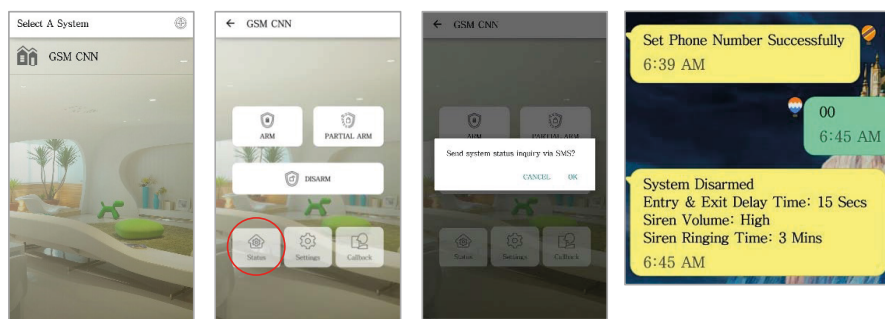 Select A System
GSM CNN
GSM CNN
ARM
PARTIAL ARM
DISARM
Status
Settings
Callback
GSM CNN
ARM
PARTIAL ARM
Send system status inquiry via SMS?
CANCEL
OK
Status
Settings
Callback
Set Phone Number Successfully
6:39 AM
00
6:45 AM
System Disarmed
Entry & Exit Delay Time: 15 Secs
Siren Volume: High
Siren Ringing Time: 3 Mins
6:45 AM